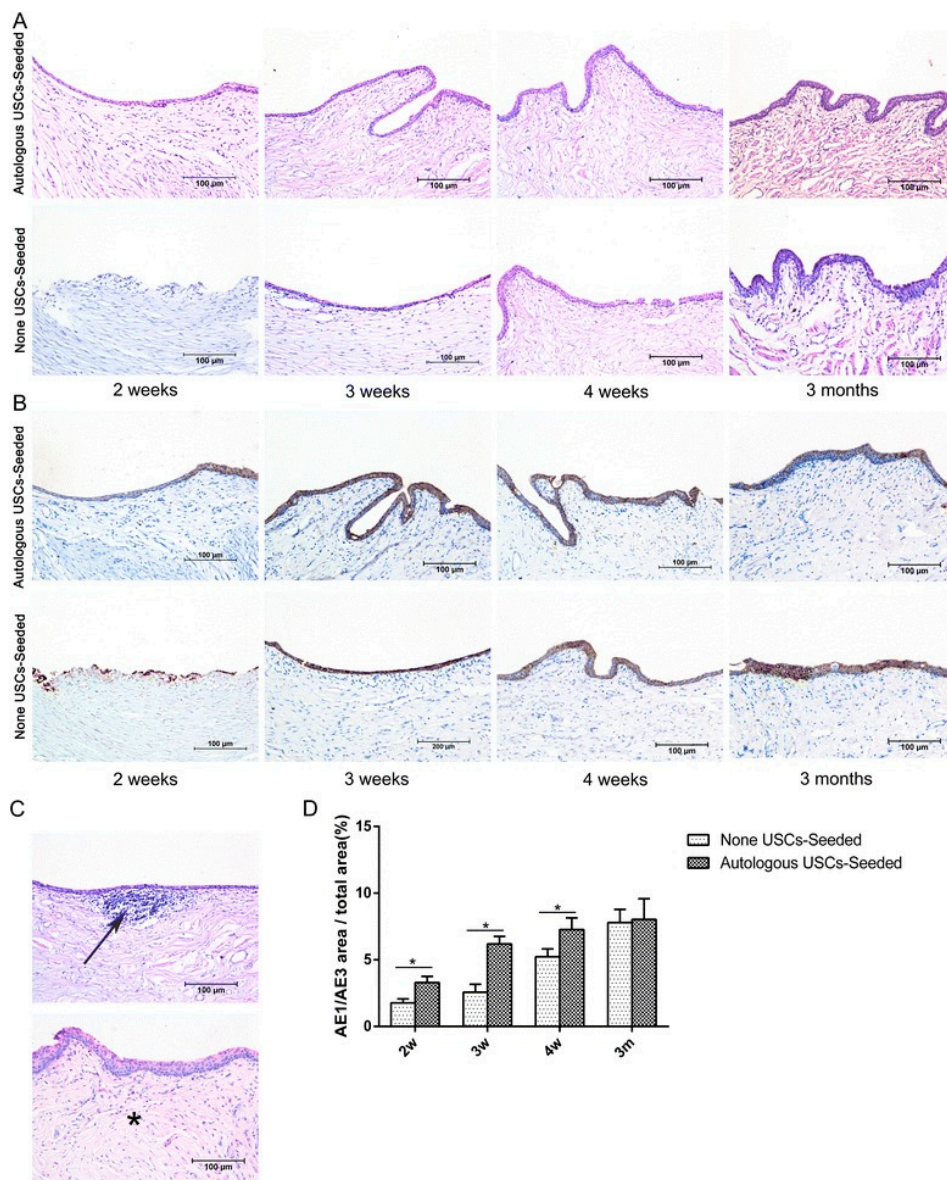 A
Autologous USCs-Seeded
100 µm
100 µm
100 µm
100 µm
None USCs-Seeded
100 µm
100 µm
100 µm
100 µm
2 weeks
3 weeks
4 weeks
3 months
B
Autologous USCs-Seeded
100 µm
100 µm
100 µm
100 µm
None USCs-Seeded
100 µm
200 µm
100 µm
100 µm
2 weeks
3 weeks
4 weeks
3 months
C
100 µm
*
100 µm
D
AE1/AE3 area / total area(%)
15
10
5
0
*
*
*
2w
3w
4w
3m
None USCs-Seeded
Autologous USCs-Seeded